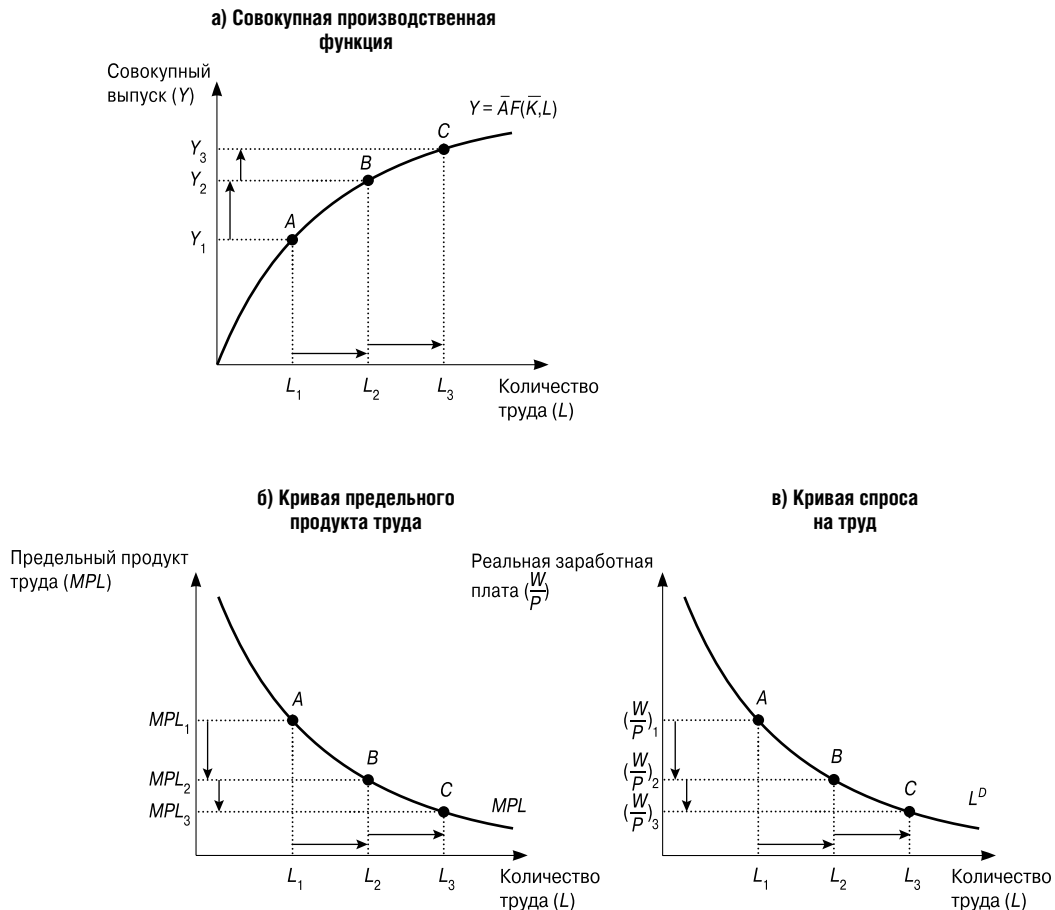 а) Совокупная производственная
функция
Совокупный
выпуск (Y)
Y = A̅F(K̅,L)
C
Y₃
B
Y₂
A
Y₁
L₁ L₂ L₃ Количество
труда (L)
б) Кривая предельного
продукта труда
Предельный продукт
труда (MPL)
A
MPL₁
B
MPL₂
C
MPL₃
MPL
L₁ L₂ L₃ Количество
труда (L)
в) Кривая спроса
на труд
Реальная заработная
плата (W/P)
A
(W/P)₁
B
(W/P)₂
C
(W/P)₃
Lᴰ
L₁ L₂ L₃ Количество
труда (L)